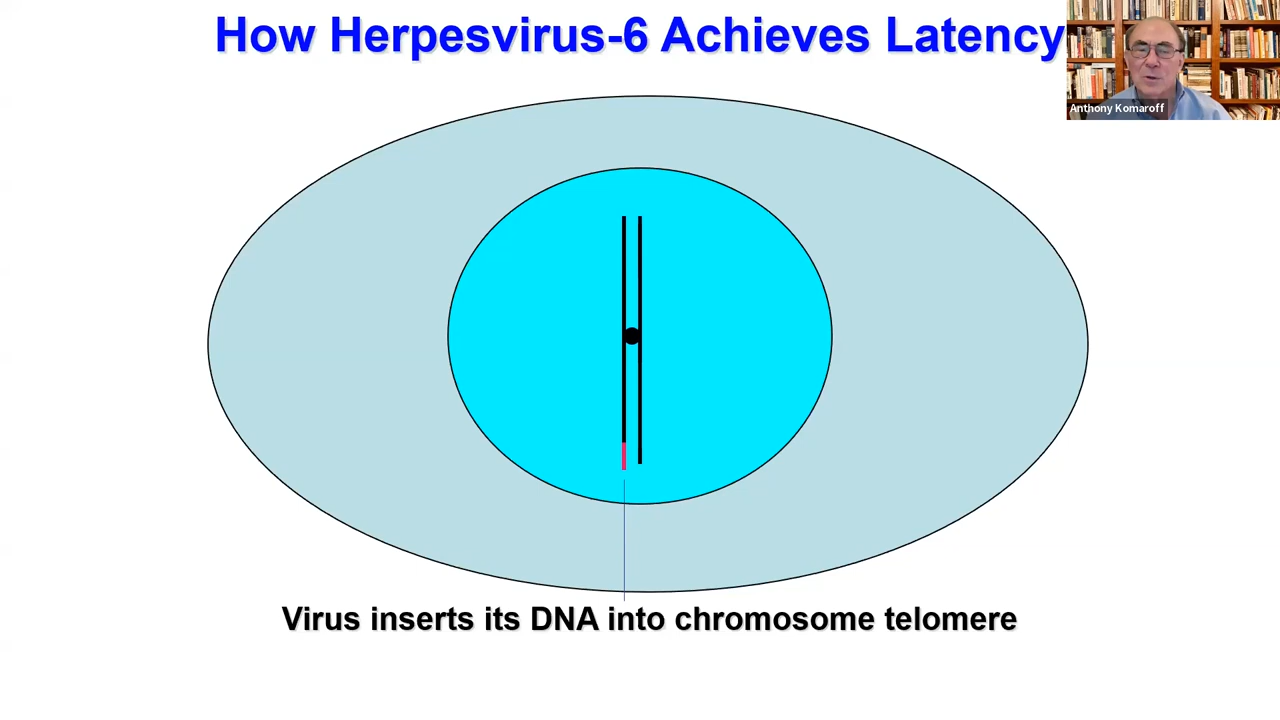 How Herpesvirus-6 Achieves Latency
Anthony Komaroff
Virus inserts its DNA into chromosome telomere